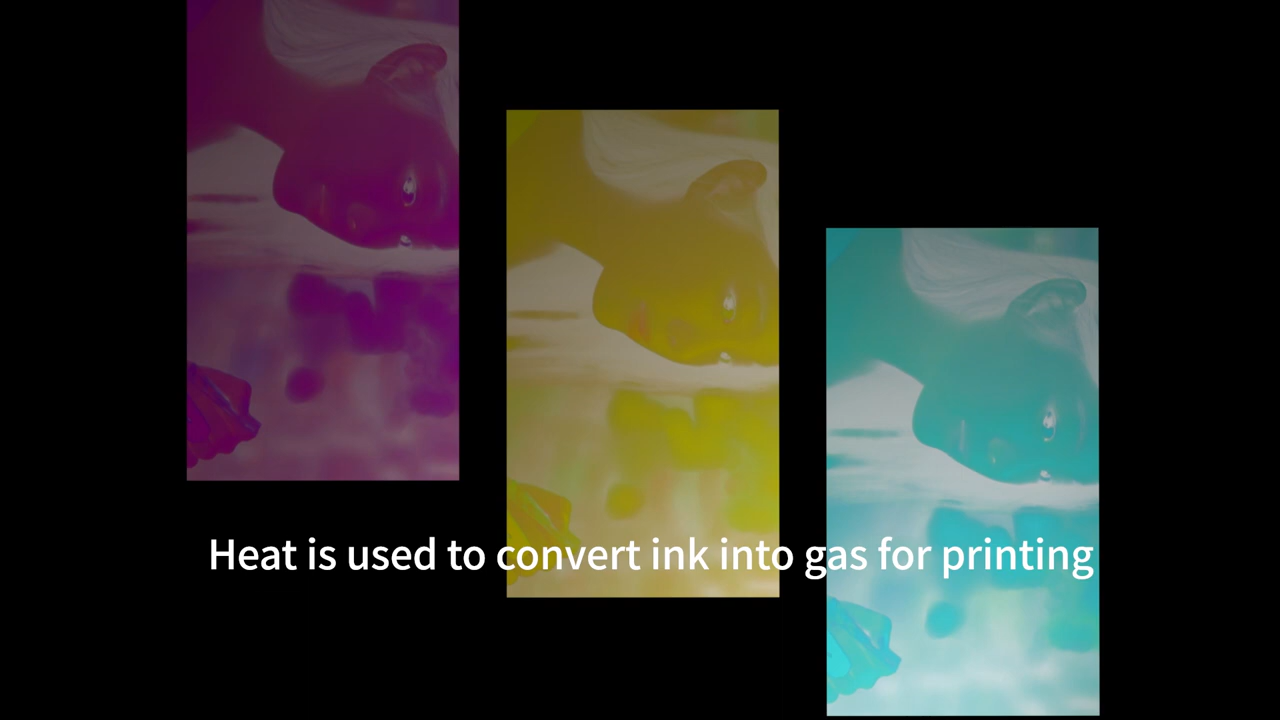 Heat is used to convert ink into gas for printing